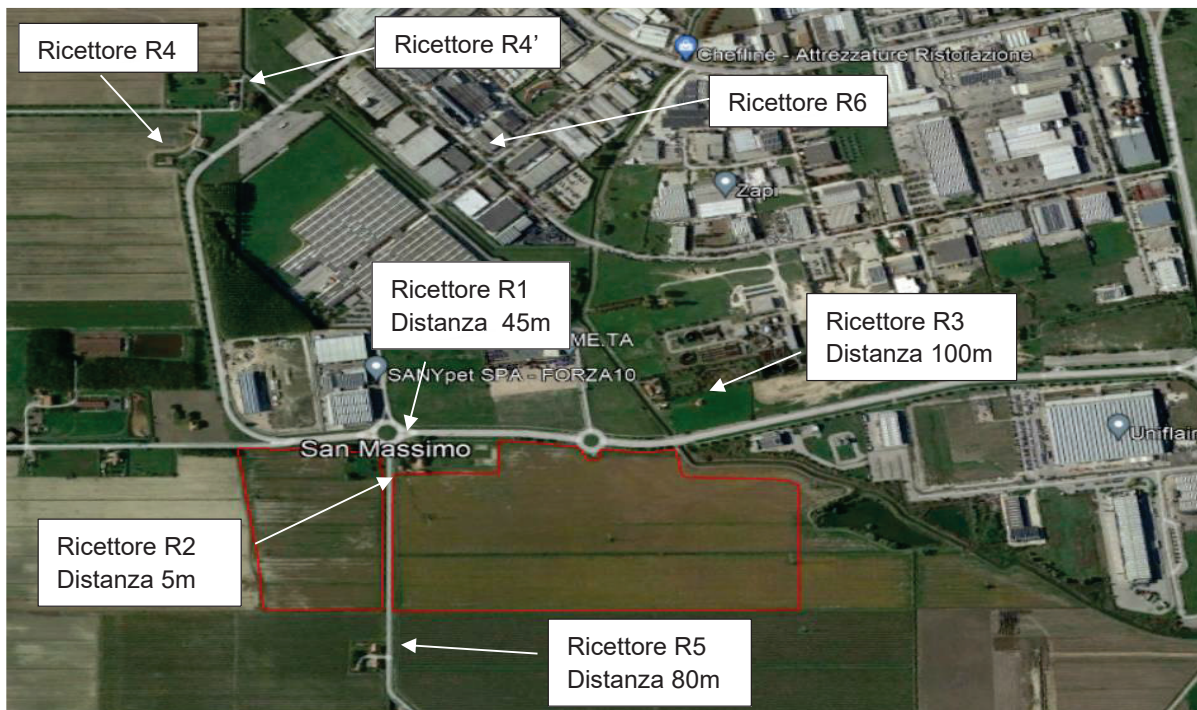 Ricettore R4
Ricettore R4’
Chefline - Attrezzature Ristorazione
Ricettore R6
Zapi
Ricettore R1
Distanza 45m
ME.TA
Ricettore R3
Distanza 100m
SANYpet SPA - FORZA10
Uniflair
San Massimo
Ricettore R2
Distanza 5m
Ricettore R5
Distanza 80m